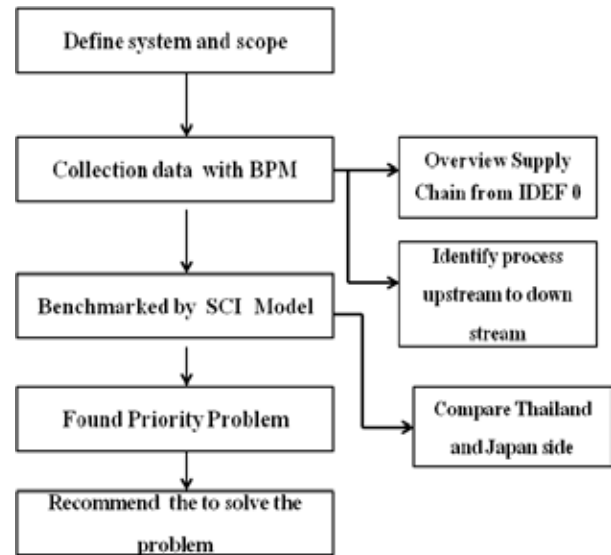 Define system and scope
Collection data with BPM
Overview Supply
Chain from IDEF 0
Identify process
upstream to down
stream
Benchmarked by SCI Model
Found Priority Problem
Compare Thailand
and Japan side
Recommend the to solve the
problem